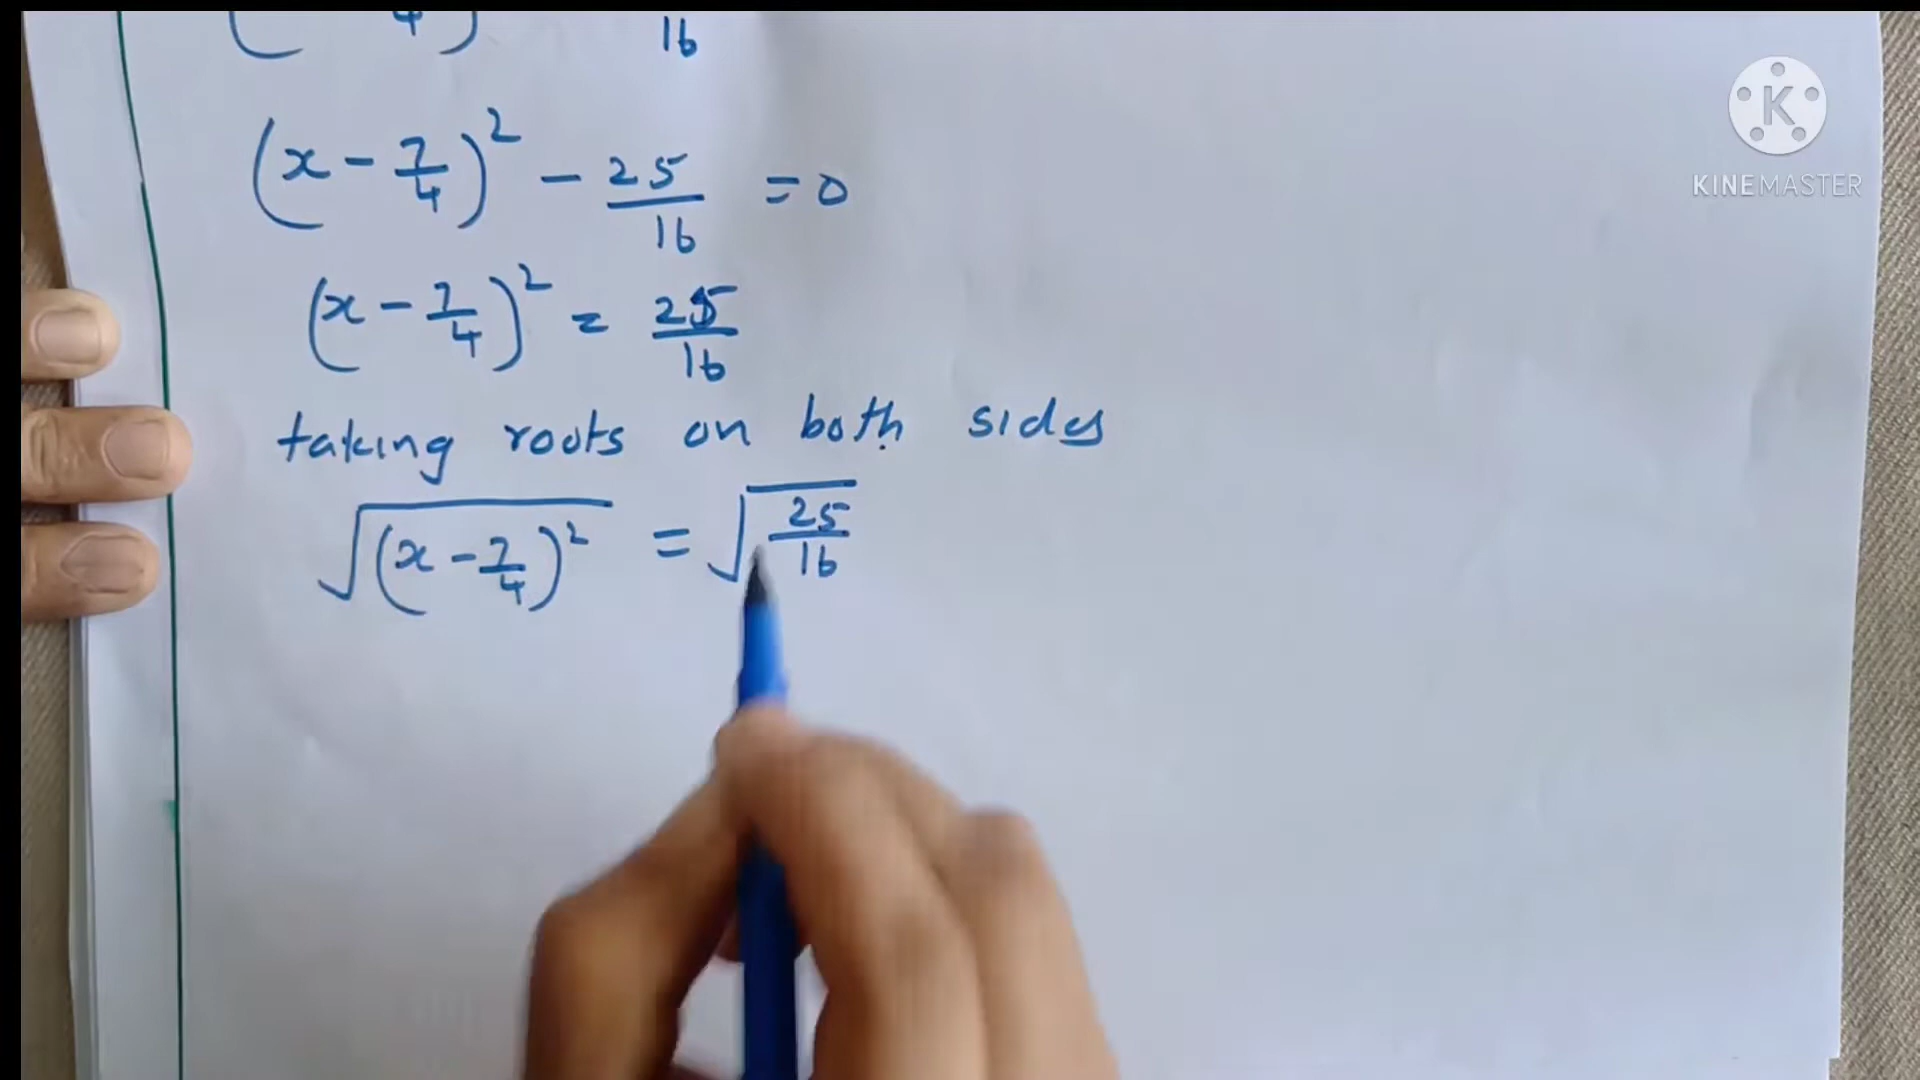 ( 4 ) 16
(x - 7/4)² - 25/16 = 0
(x - 7/4)² = 25/16
taking roots on both sides
√(x - 7/4)² = √25/16
K
KINEMASTER